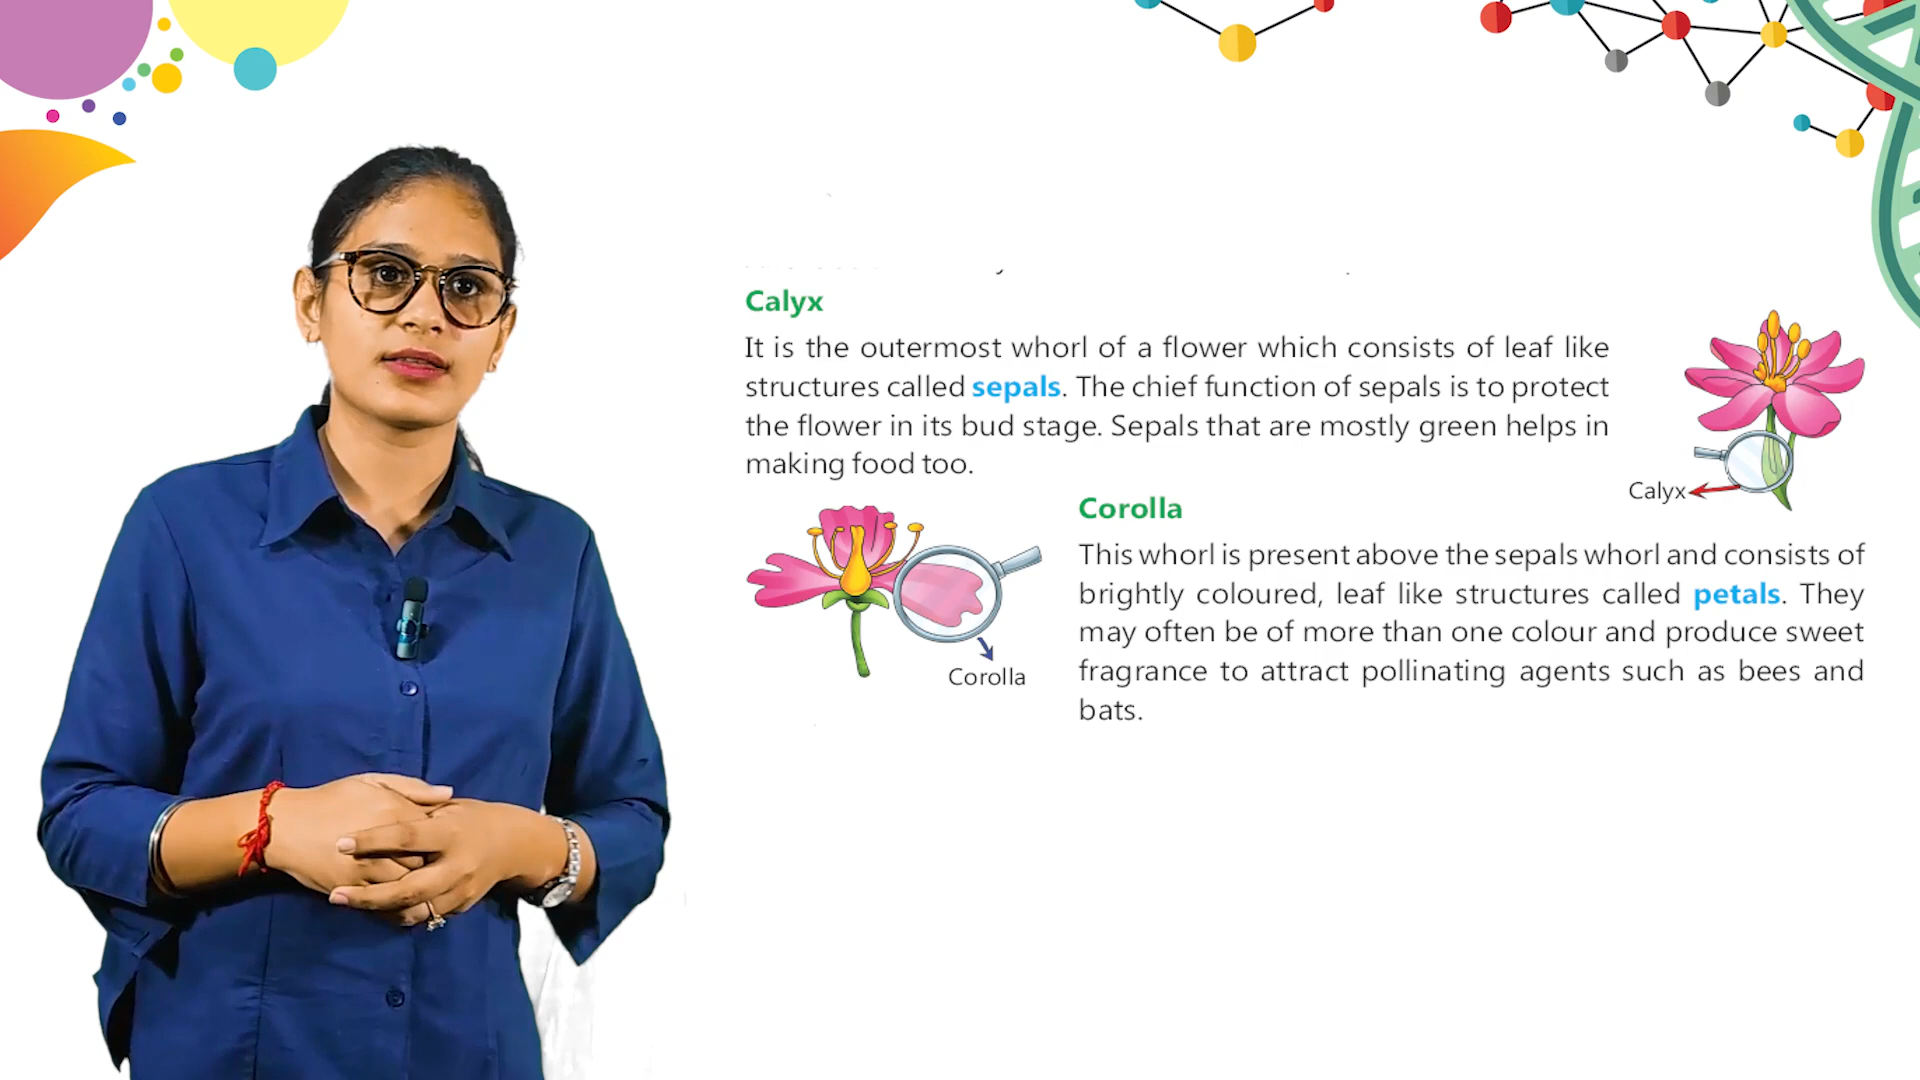 Calyx
It is the outermost whorl of a flower which consists of leaf like
structures called sepals. The chief function of sepals is to protect
the flower in its bud stage. Sepals that are mostly green helps in
making food too.
Calyx
Corolla
This whorl is present above the sepals whorl and consists of
brightly coloured, leaf like structures called petals. They
may often be of more than one colour and produce sweet
fragrance to attract pollinating agents such as bees and
bats.
Corolla